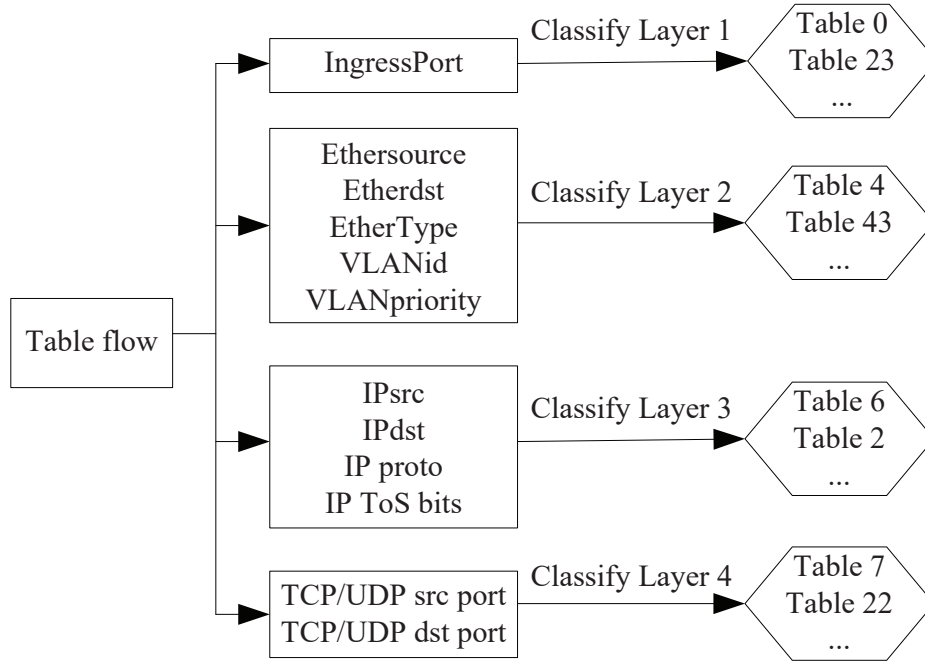 Table flow
IngressPort
Classify Layer 1
Table 0
Table 23
...
Ethersource
Etherdst
EtherType
VLANid
VLANpriority
Classify Layer 2
Table 4
Table 43
...
IPsrc
IPdst
IP proto
IP ToS bits
Classify Layer 3
Table 6
Table 2
...
TCP/UDP src port
TCP/UDP dst port
Classify Layer 4
Table 7
Table 22
...